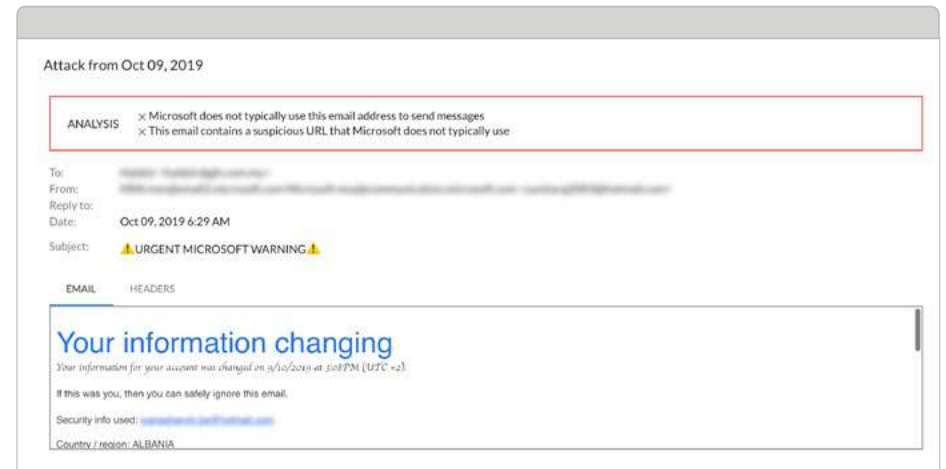 Attack from Oct 09, 2019
ANALYSIS
× Microsoft does not typically use this email address to send messages
× This email contains a suspicious URL that Microsoft does not typically use
To:
From:
Reply to:
Date: Oct 09, 2019 6:29 AM
Subject: ⚠️URGENT MICROSOFT WARNING⚠️
EMAIL HEADERS
Your information changing
Your information for your account was changed on 9/10/2019 at 3:08 PM (UTC +2).
If this was you, then you can safely ignore this email.
Security info used:
Country / region: ALBANIA